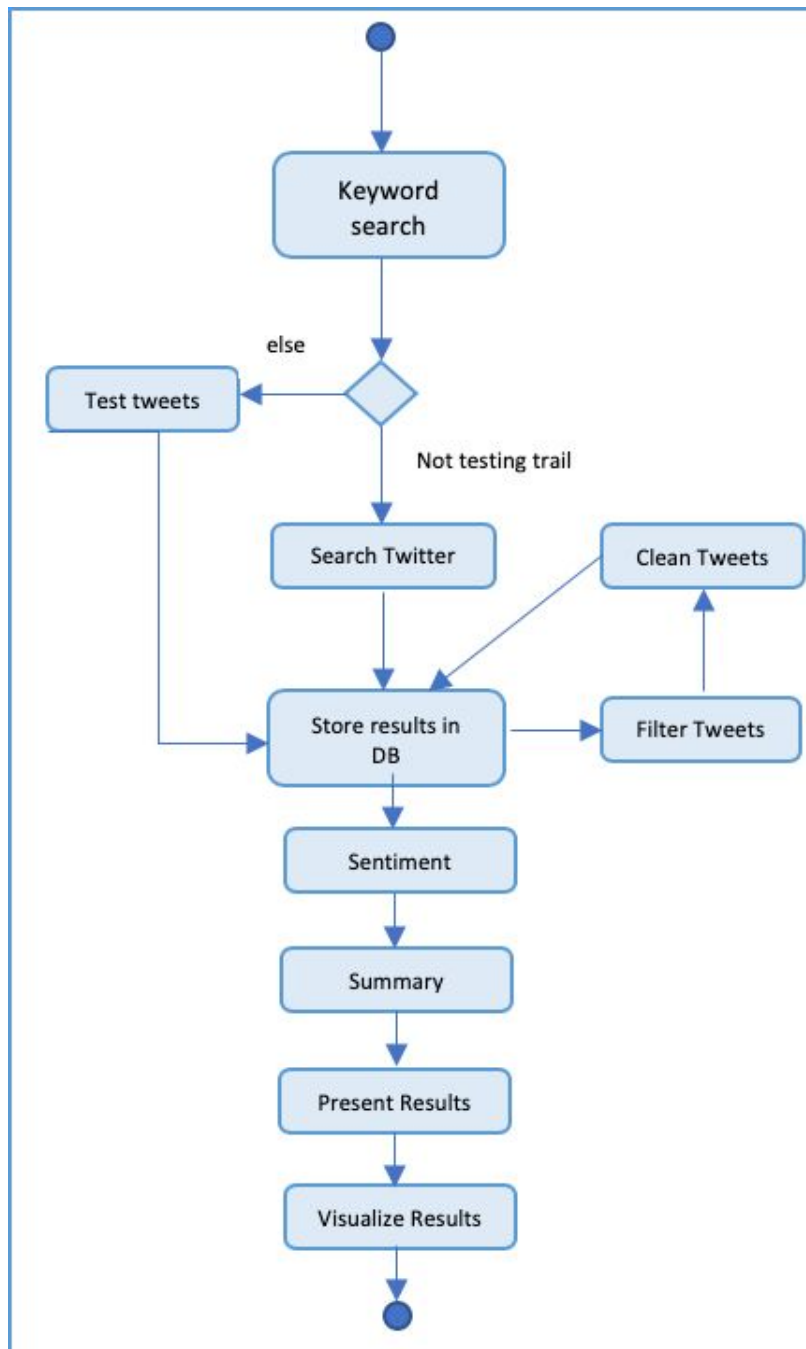 Keyword
search
else
Test tweets
Not testing trail
Search Twitter
Clean Tweets
Store results in
DB
Filter Tweets
Sentiment
Summary
Present Results
Visualize Results